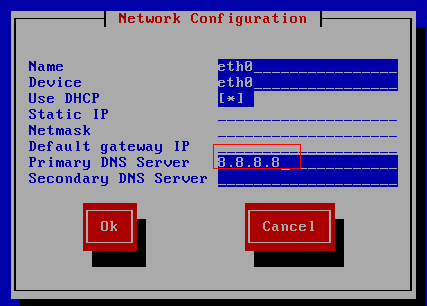 Network Configuration
Name eth0
Device eth0
Use DHCP [*]
Static IP
Netmask
Default gateway IP
Primary DNS Server 8.8.8.8
Secondary DNS Server
Ok Cancel